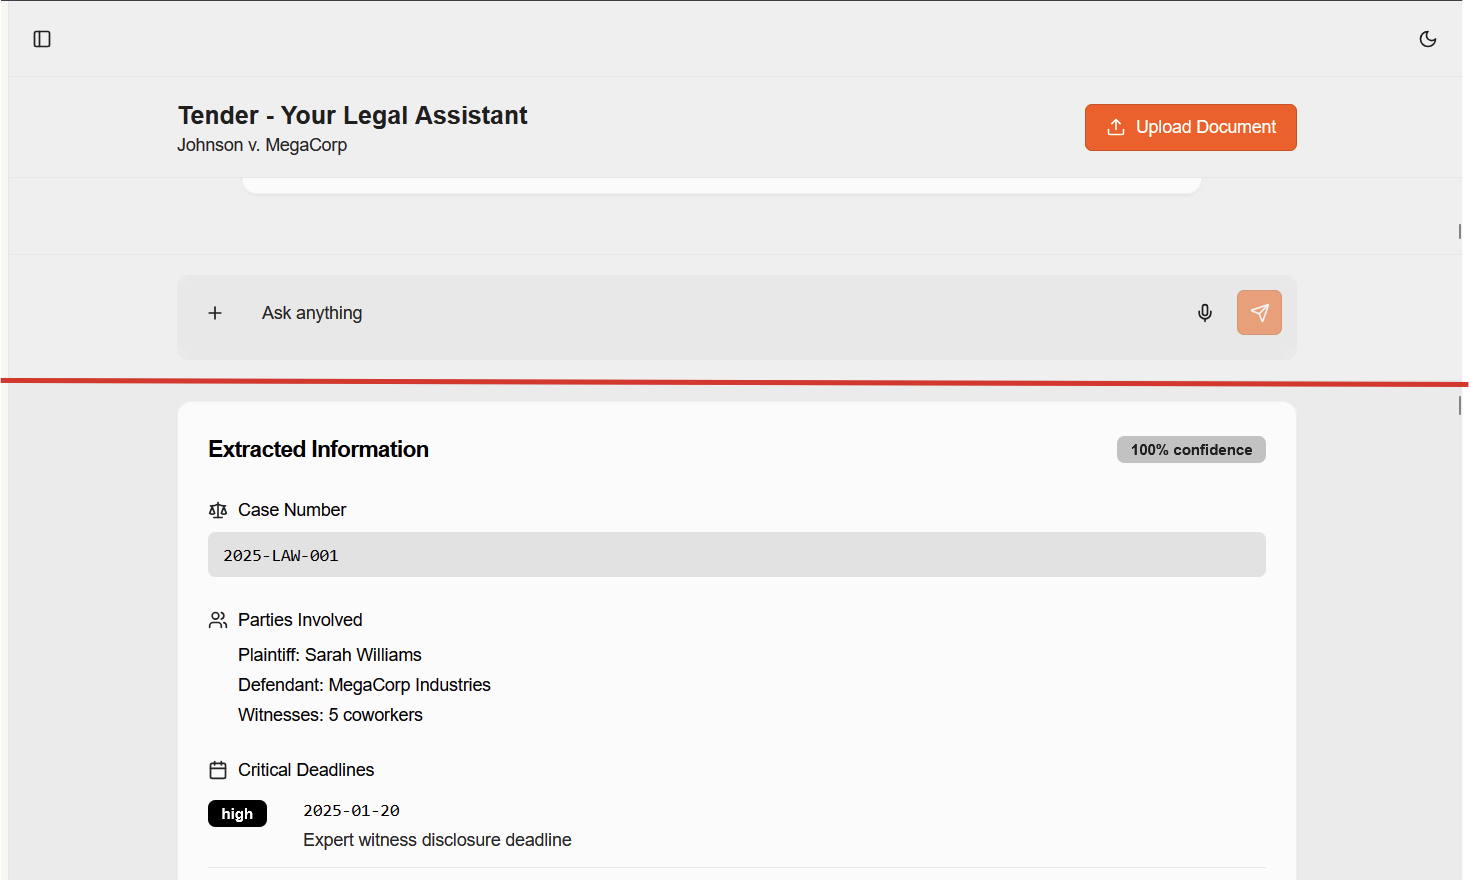 Tender - Your Legal Assistant
Johnson v. MegaCorp
Upload Document
Ask anything
Extracted Information
100% confidence
Case Number
2025-LAW-001
Parties Involved
Plaintiff: Sarah Williams
Defendant: MegaCorp Industries
Witnesses: 5 coworkers
Critical Deadlines
high
2025-01-20
Expert witness disclosure deadline